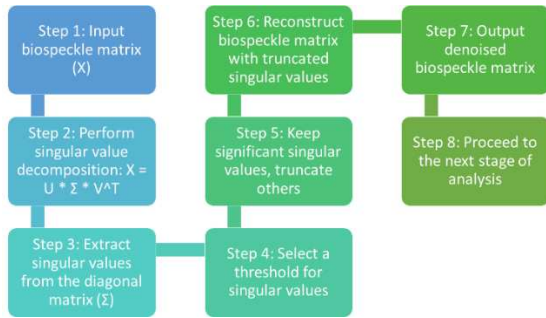 Step 1: Input
biospeckle matrix
(X)
Step 2: Perform
singular value
decomposition: X =
U * Σ * V^T
Step 3: Extract
singular values
from the diagonal
matrix (Σ)
Step 4: Select a
threshold for
singular values
Step 5: Keep
significant singular
values, truncate
others
Step 6: Reconstruct
biospeckle matrix
with truncated
singular values
Step 7: Output
denoised
biospeckle matrix
Step 8: Proceed to
the next stage of
analysis